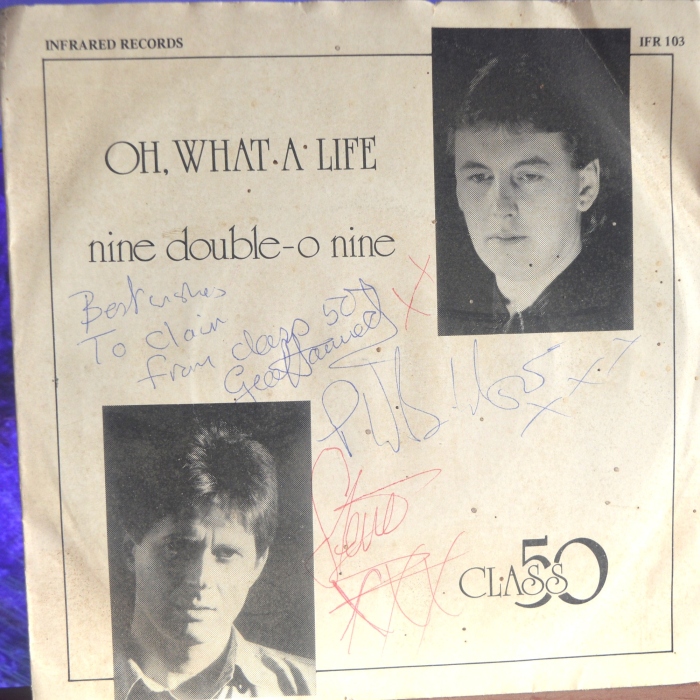 INFRARED RECORDS
IFR 103
OH, WHAT·A·LIFE
nine double-o nine
Best wishes
To Clair
from class 50
X
x x
Steve
XXX
CLASS 50